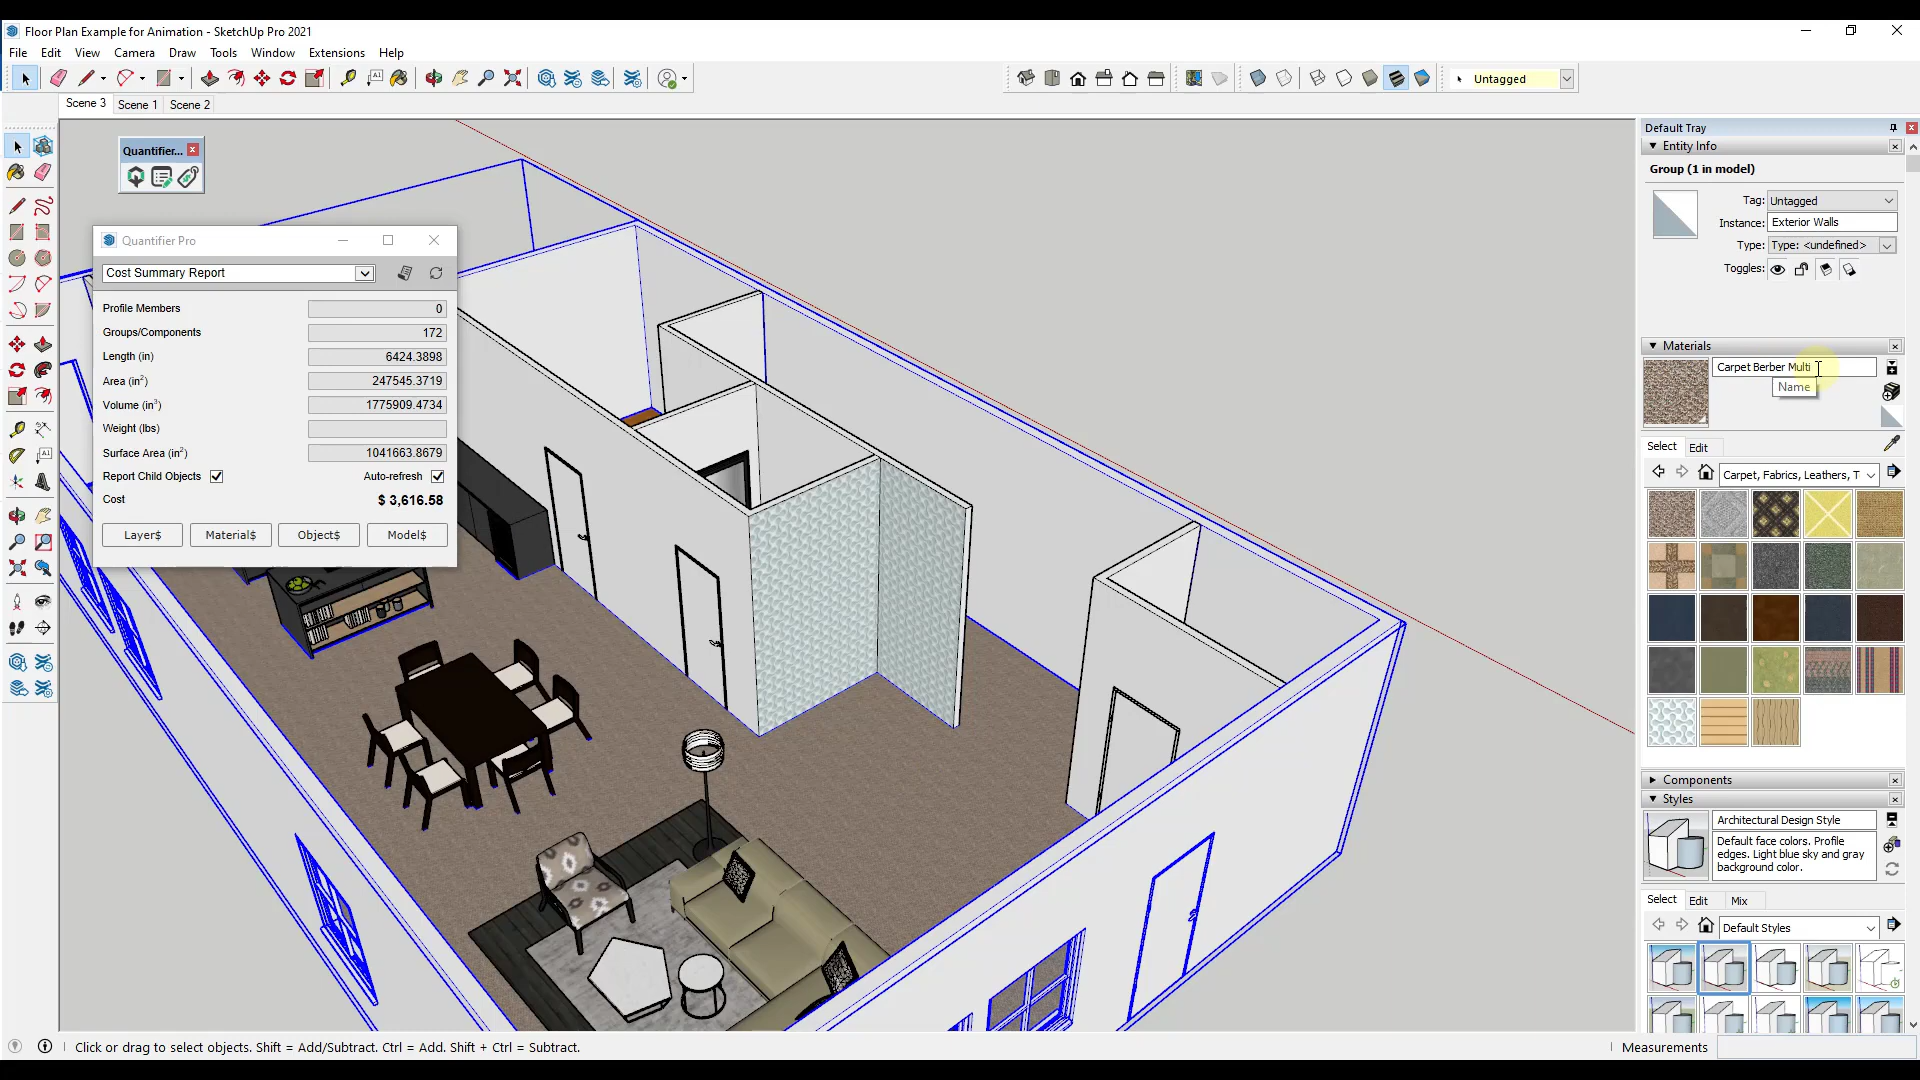 Floor Plan Example for Animation - SketchUp Pro 2021
File Edit View Camera Draw Tools Window Extensions Help
Untagged
Scene 3 Scene 1 Scene 2
Quantifier...
Quantifier Pro
Cost Summary Report
Profile Members 0
Groups/Components 172
Length (in) 6424.3898
Area (in²) 247545.3719
Volume (in³) 1775909.4734
Weight (lbs)
Surface Area (in²) 1041663.8679
Report Child Objects Auto-refresh
Cost $ 3,616.58
Layer$ Material$ Object$ Model$
Default Tray
Entity Info
Group (1 in model)
Tag: Untagged
Instance: Exterior Walls
Type: Type: <undefined>
Toggles:
Materials
Carpet Berber Multi
Name
Select Edit
Carpet, Fabrics, Leathers, T
Components
Styles
Architectural Design Style
Default face colors. Profile
edges. Light blue sky and gray
background color.
Select Edit Mix
Default Styles
Click or drag to select objects. Shift = Add/Subtract. Ctrl = Add. Shift + Ctrl = Subtract.
Measurements